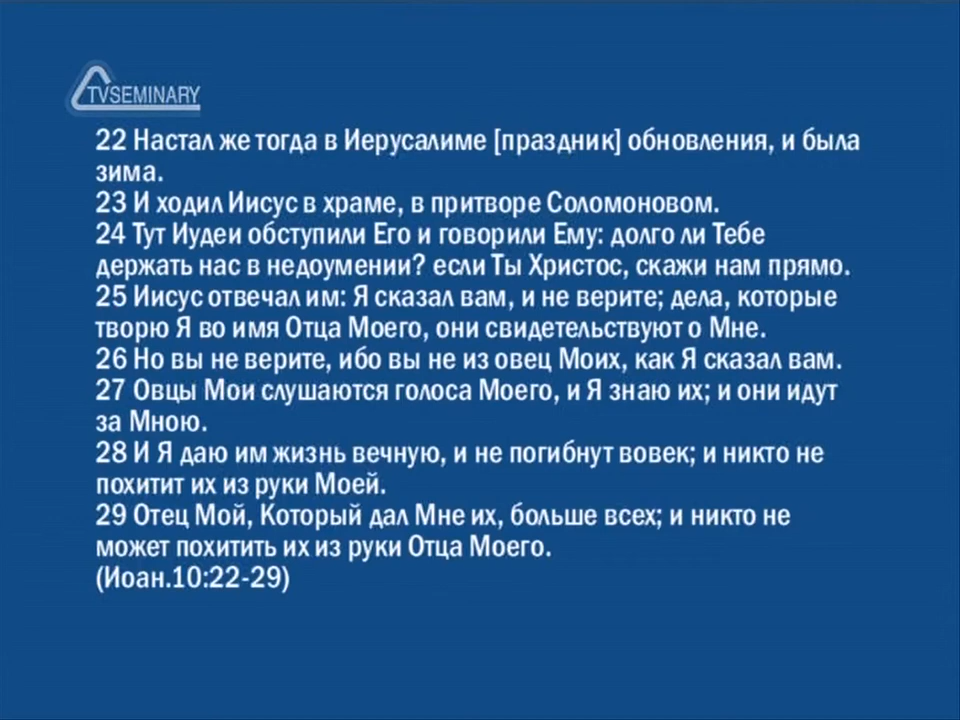 TVSEMINARY
22 Настал же тогда в Иерусалиме [праздник] обновления, и была
зима.
23 И ходил Иисус в храме, в притворе Соломоновом.
24 Тут Иудеи обступили Его и говорили Ему: долго ли Тебе
держать нас в недоумении? если Ты Христос, скажи нам прямо.
25 Иисус отвечал им: Я сказал вам, и не верите; дела, которые
творю Я во имя Отца Моего, они свидетельствуют о Мне.
26 Но вы не верите, ибо вы не из овец Моих, как Я сказал вам.
27 Овцы Мои слушаются голоса Моего, и Я знаю их; и они идут
за Мною.
28 И Я даю им жизнь вечную, и не погибнут вовек; и никто не
похитит их из руки Моей.
29 Отец Мой, Который дал Мне их, больше всех; и никто не
может похитить их из руки Отца Моего.
(Иоан.10:22-29)